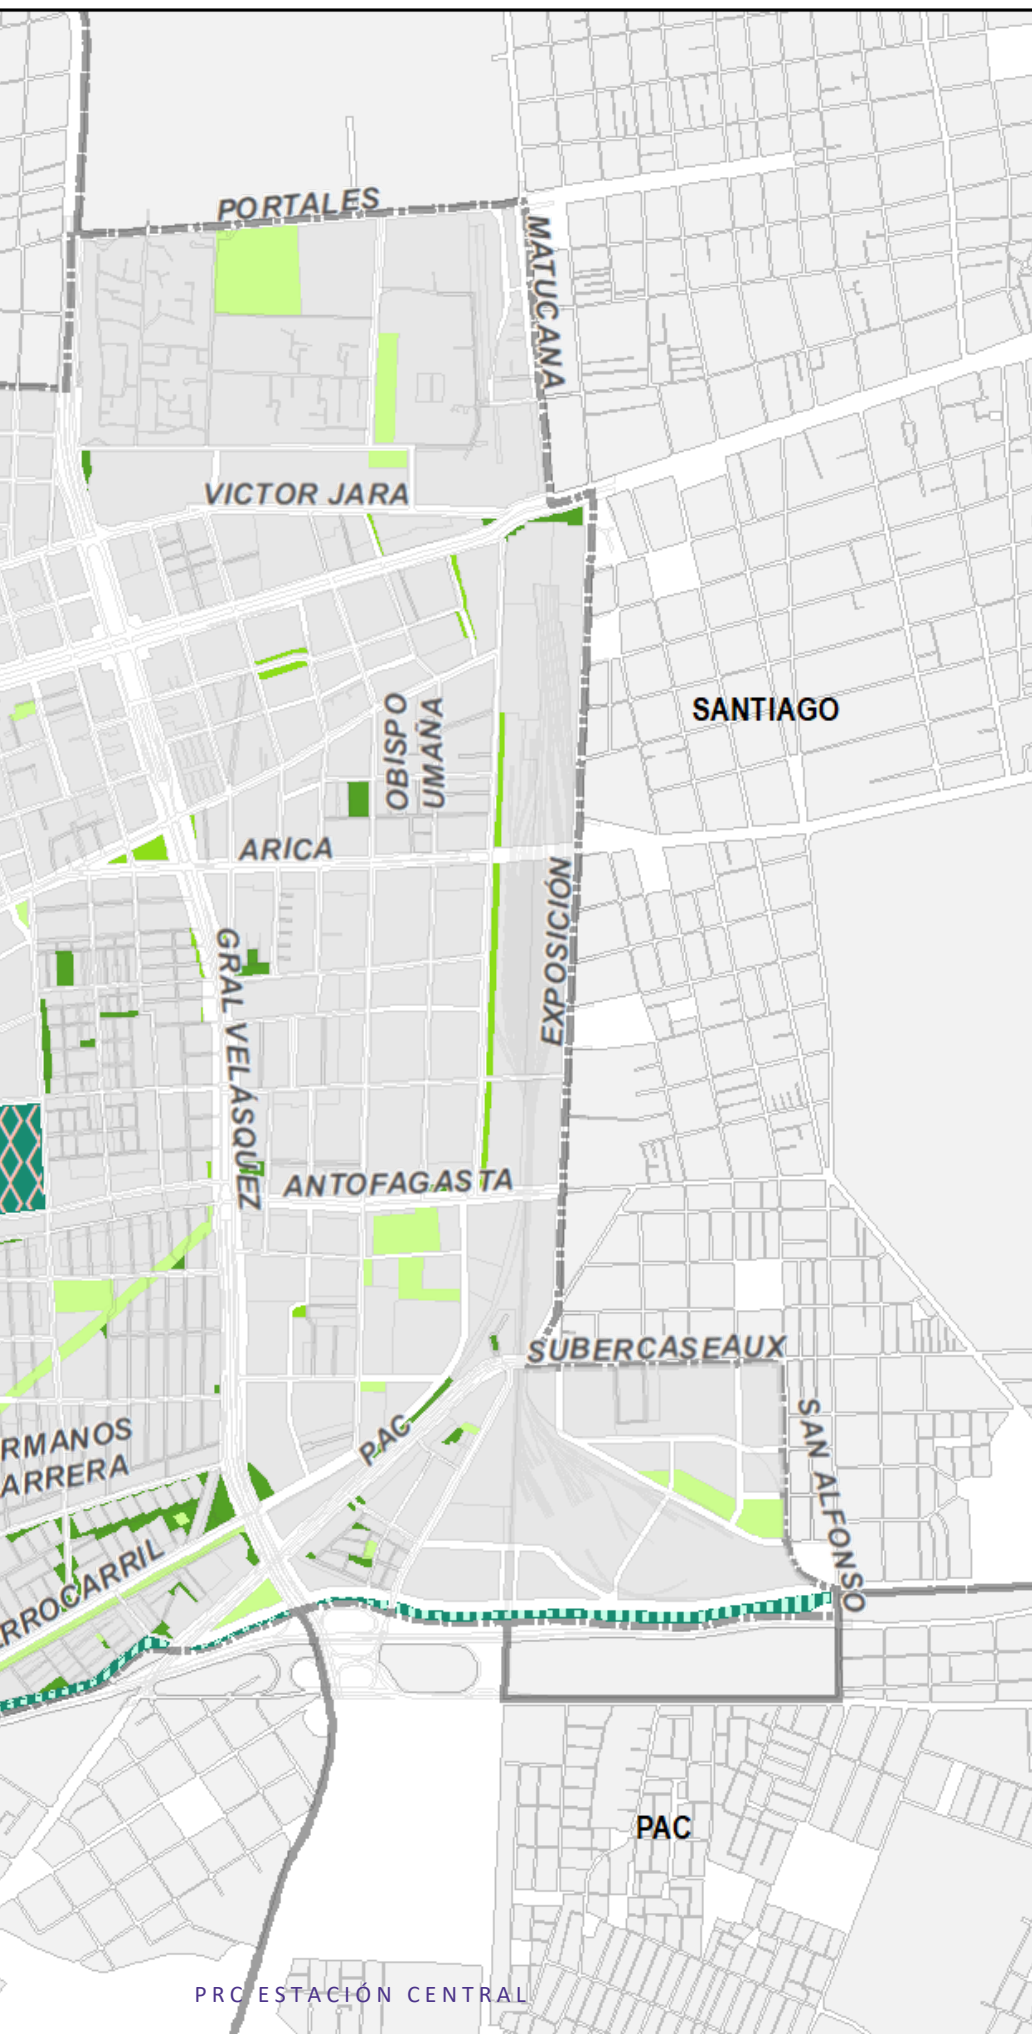 PORTALES
MATUCANA
VICTOR JARA
OBISPO
UMAÑA
SANTIAGO
ARICA
EXPOSICIÓN
GRAL VELÁSQUEZ
ANTOFAGASTA
SUBERCASEAUX
SAN ALFONSO
PAC
RMANOS
ARRERA
RROCARRIL
PAC
PRC ESTACIÓN CENTRAL